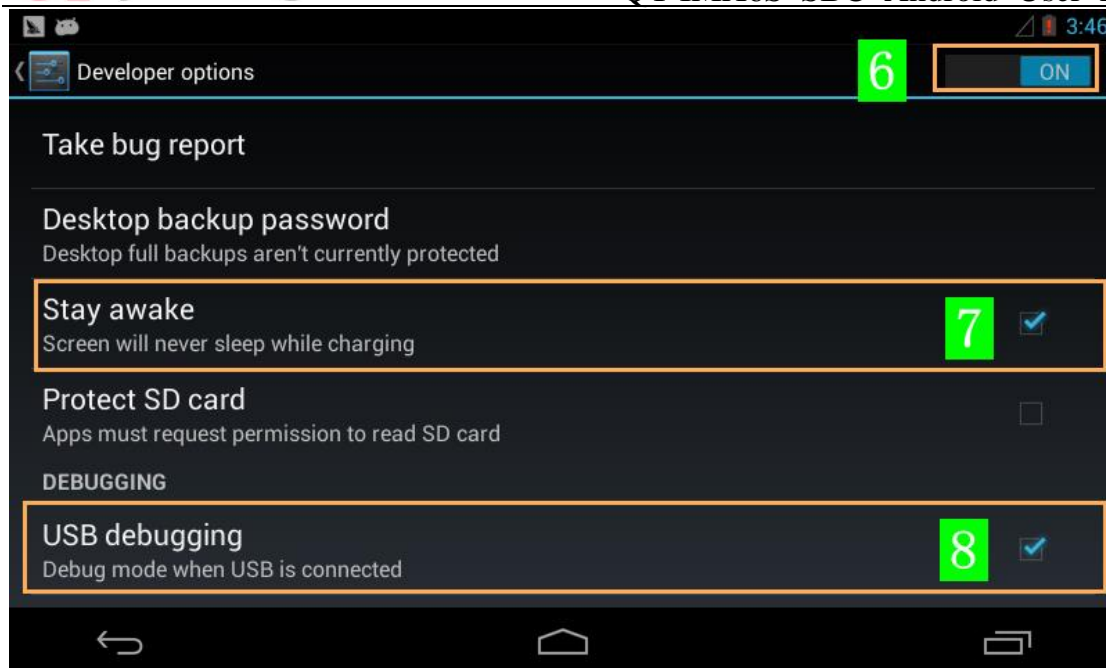 3:46
Developer options
6
ON
Take bug report
Desktop backup password
Desktop full backups aren't currently protected
Stay awake
Screen will never sleep while charging
7
Protect SD card
Apps must request permission to read SD card
DEBUGGING
USB debugging
Debug mode when USB is connected
8